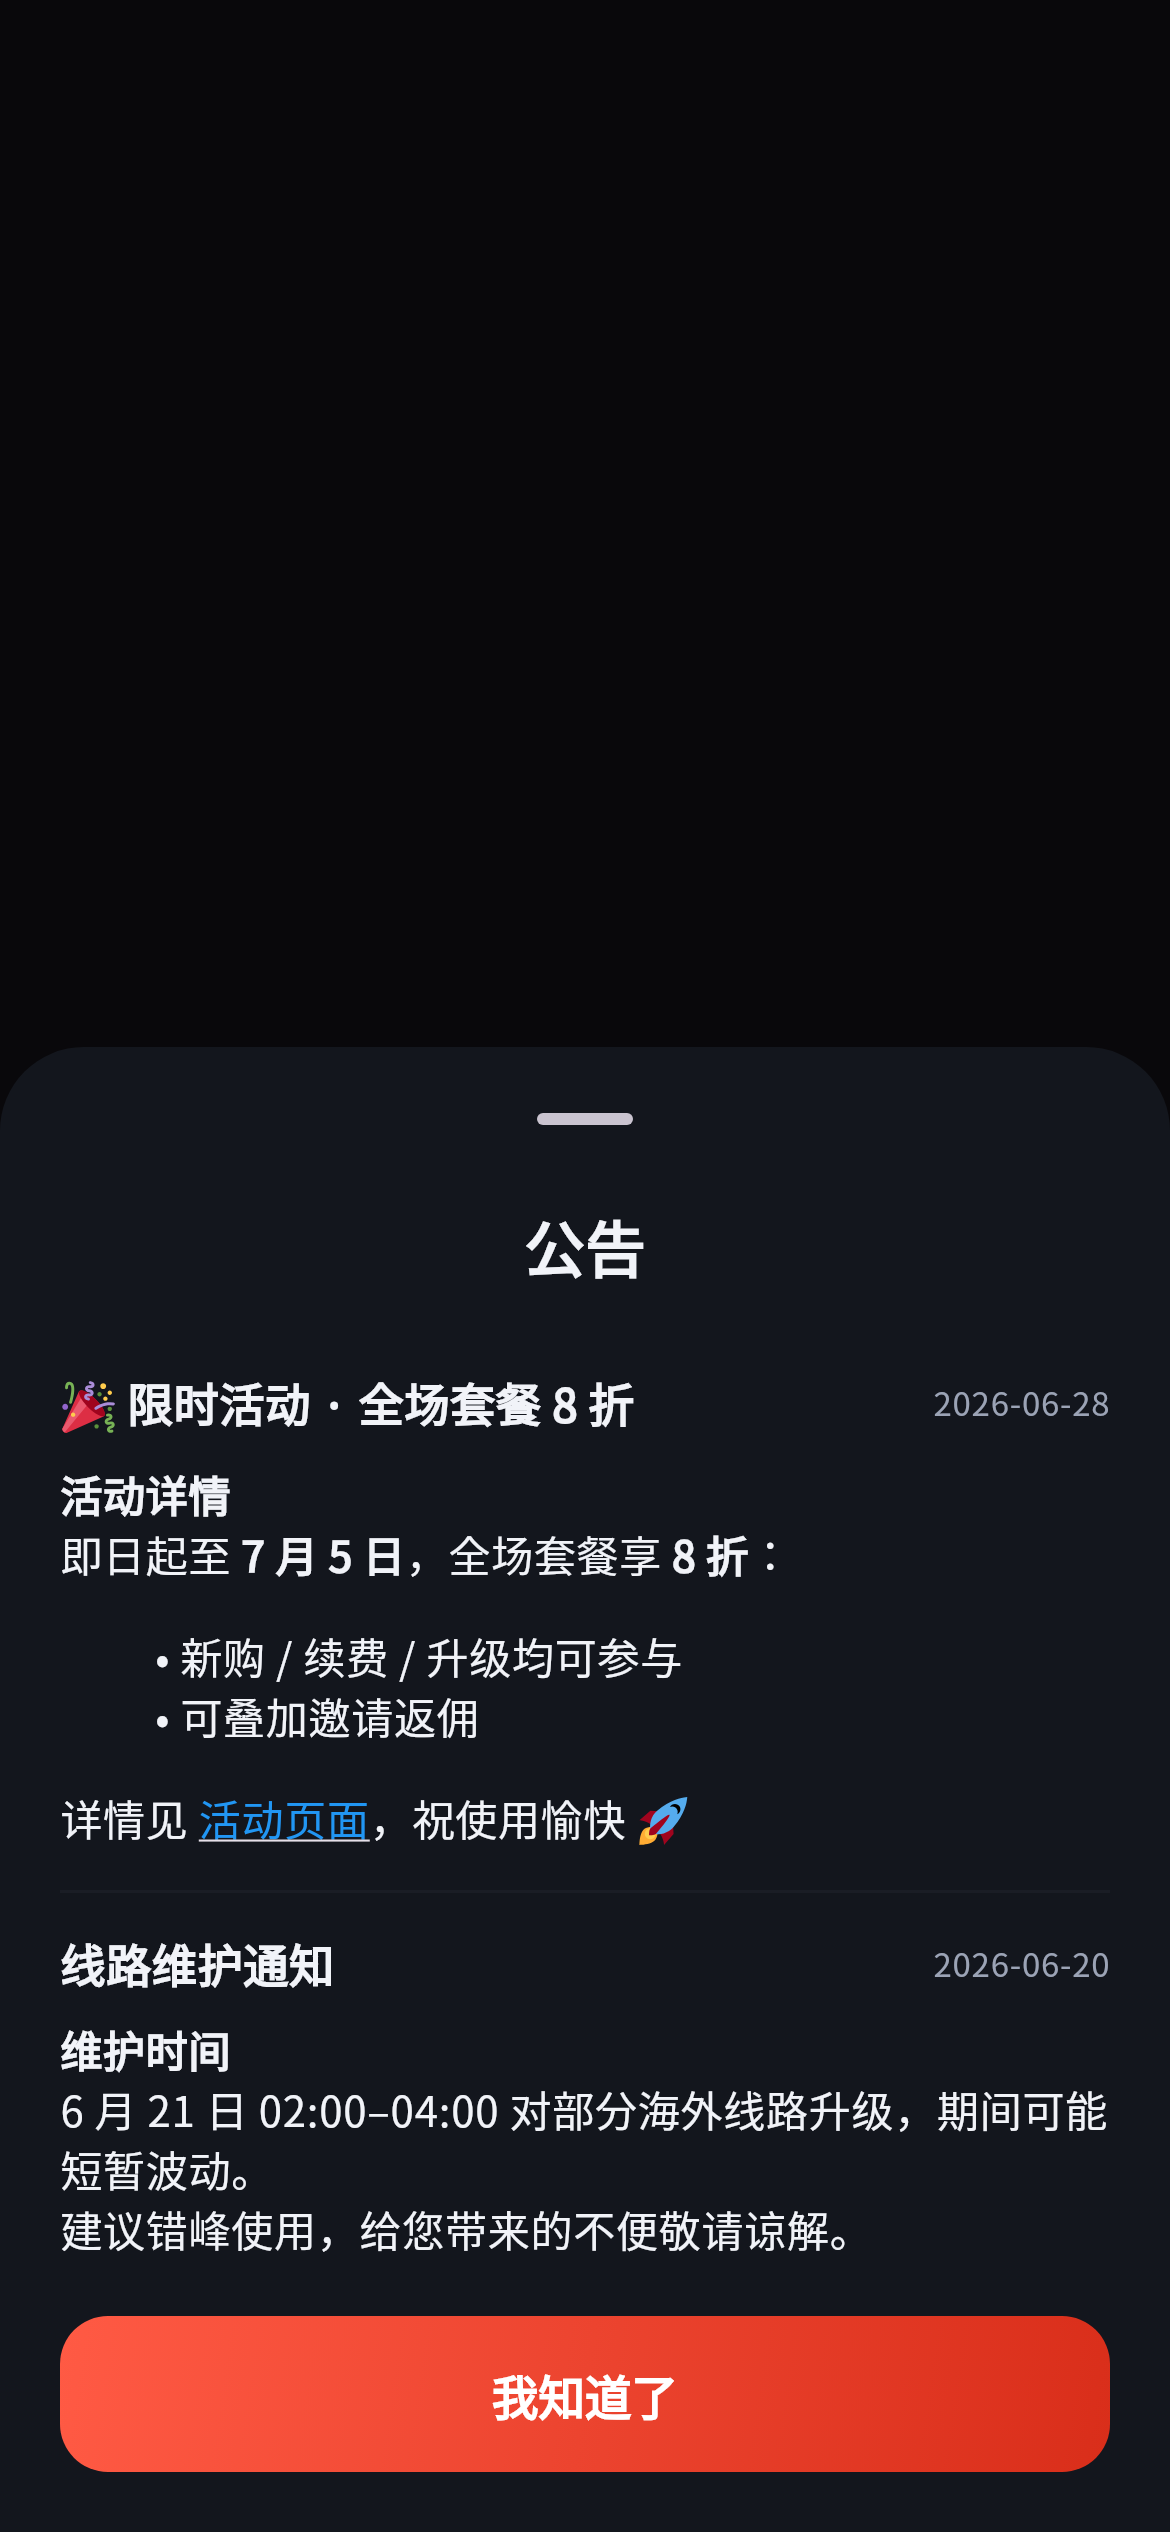 公告
🎉 限时活动 · 全场套餐 8 折
2026-06-28
活动详情
即日起至 7 月 5 日，全场套餐享 8 折：
• 新购 / 续费 / 升级均可参与
• 可叠加邀请返佣
详情见 活动页面，祝使用愉快 🚀
线路维护通知
2026-06-20
维护时间
6 月 21 日 02:00–04:00 对部分海外线路升级，期间可能
短暂波动。
建议错峰使用，给您带来的不便敬请谅解。
我知道了